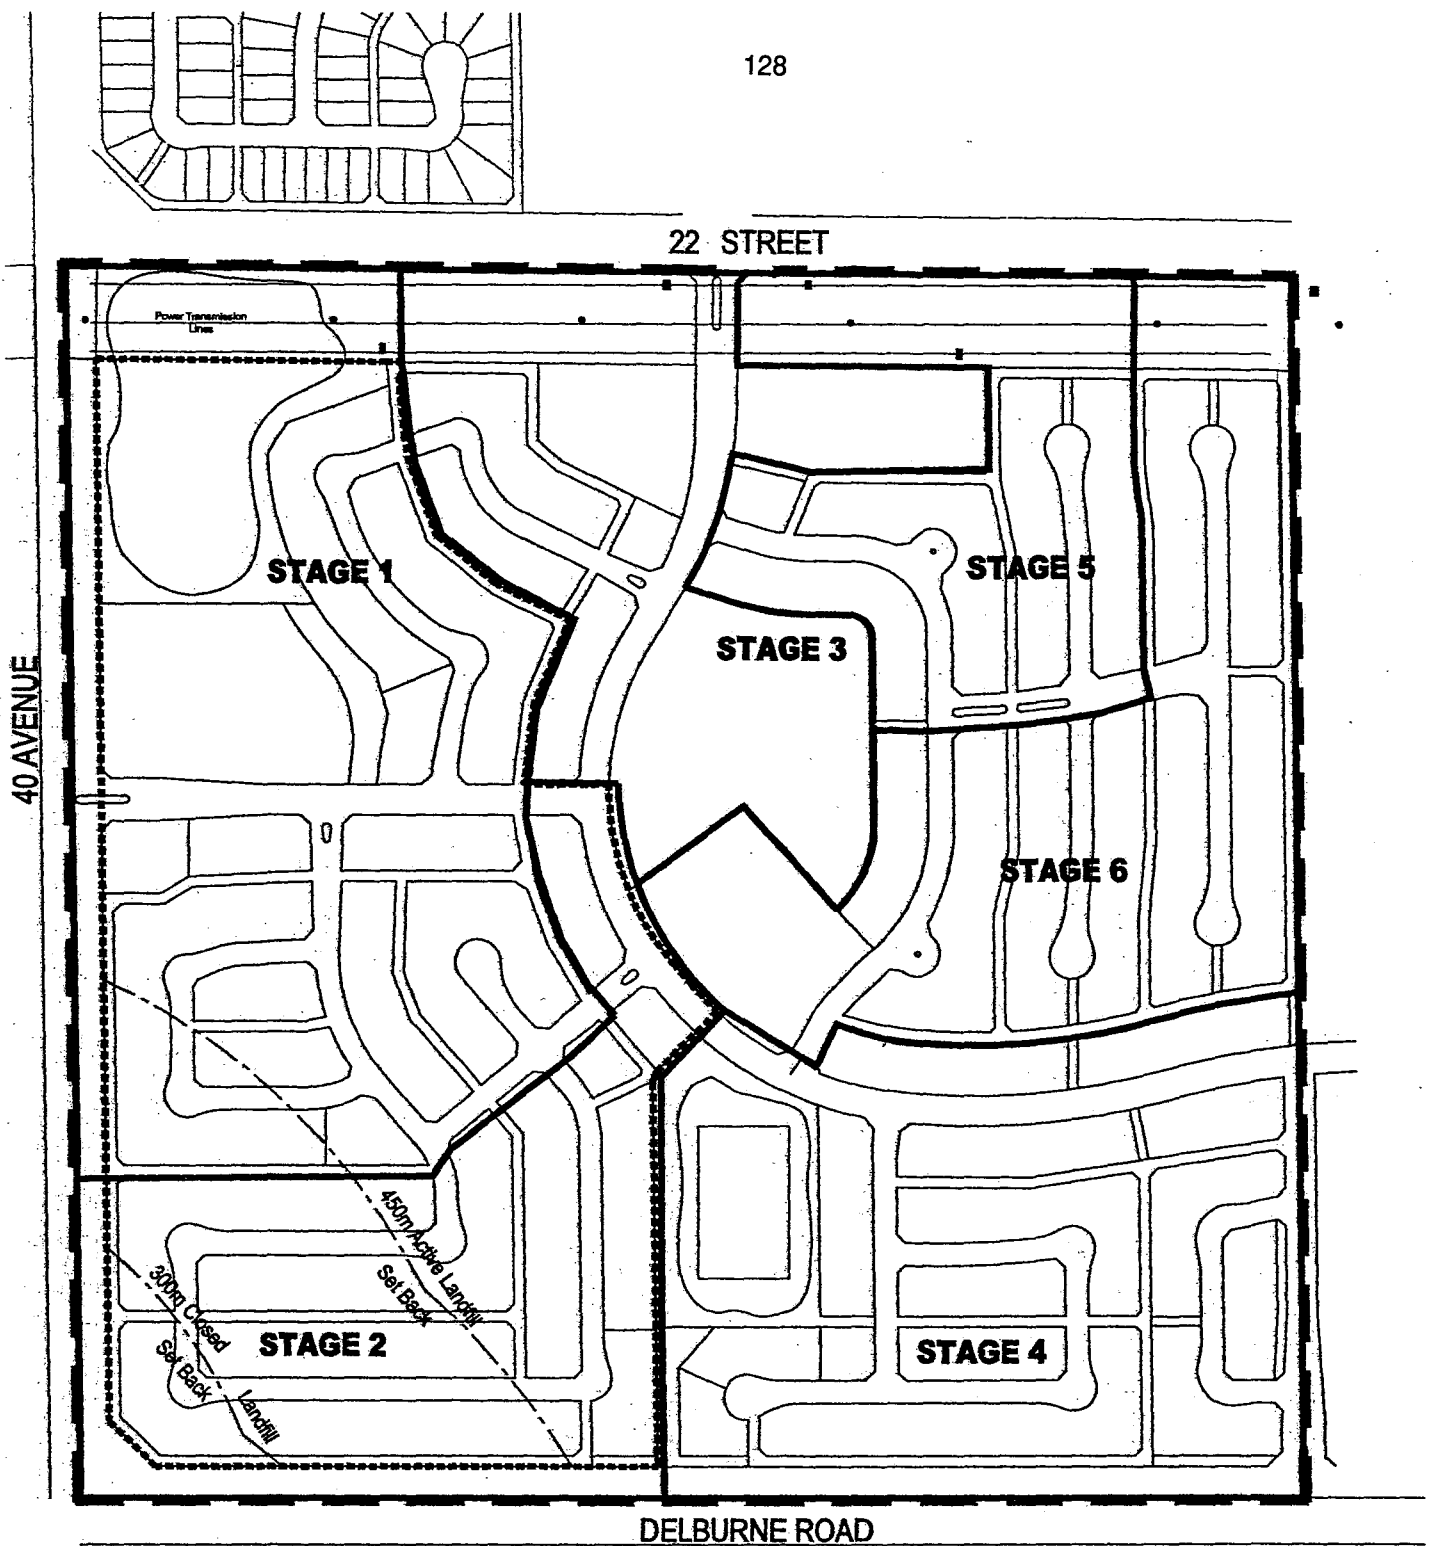 128
22 STREET
Power Transmission
Lines
STAGE 1
STAGE 5
STAGE 3
40 AVENUE
STAGE 6
450m Active Landfill
Set Back
300m Closed
Set Back
Landfill
STAGE 2
STAGE 4
DELBURNE ROAD